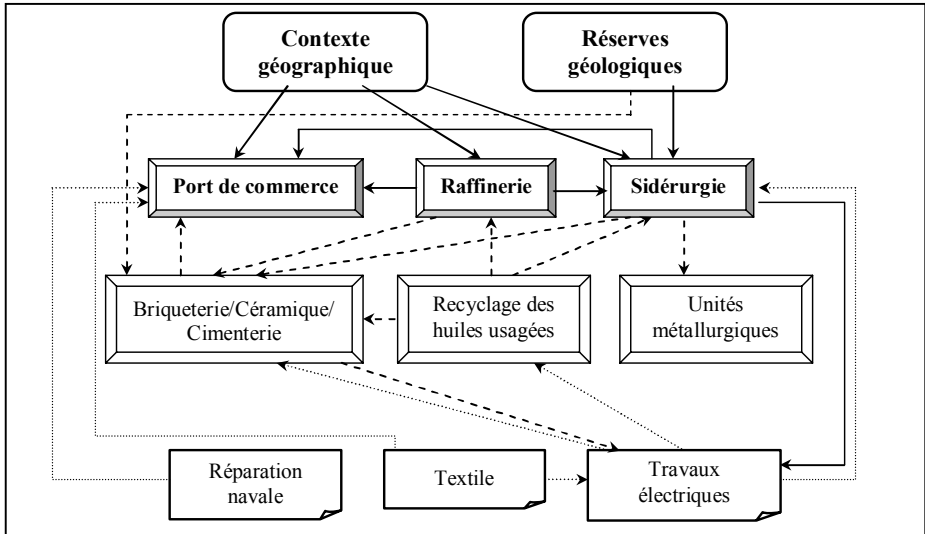 Contexte
géographique
Réserves
géologiques
Port de commerce
Raffinerie
Sidérurgie
Briqueterie/Céramique/
Cimenterie
Recyclage des
huiles usagées
Unités
métallurgiques
Réparation
navale
Textile
Travaux
électriques